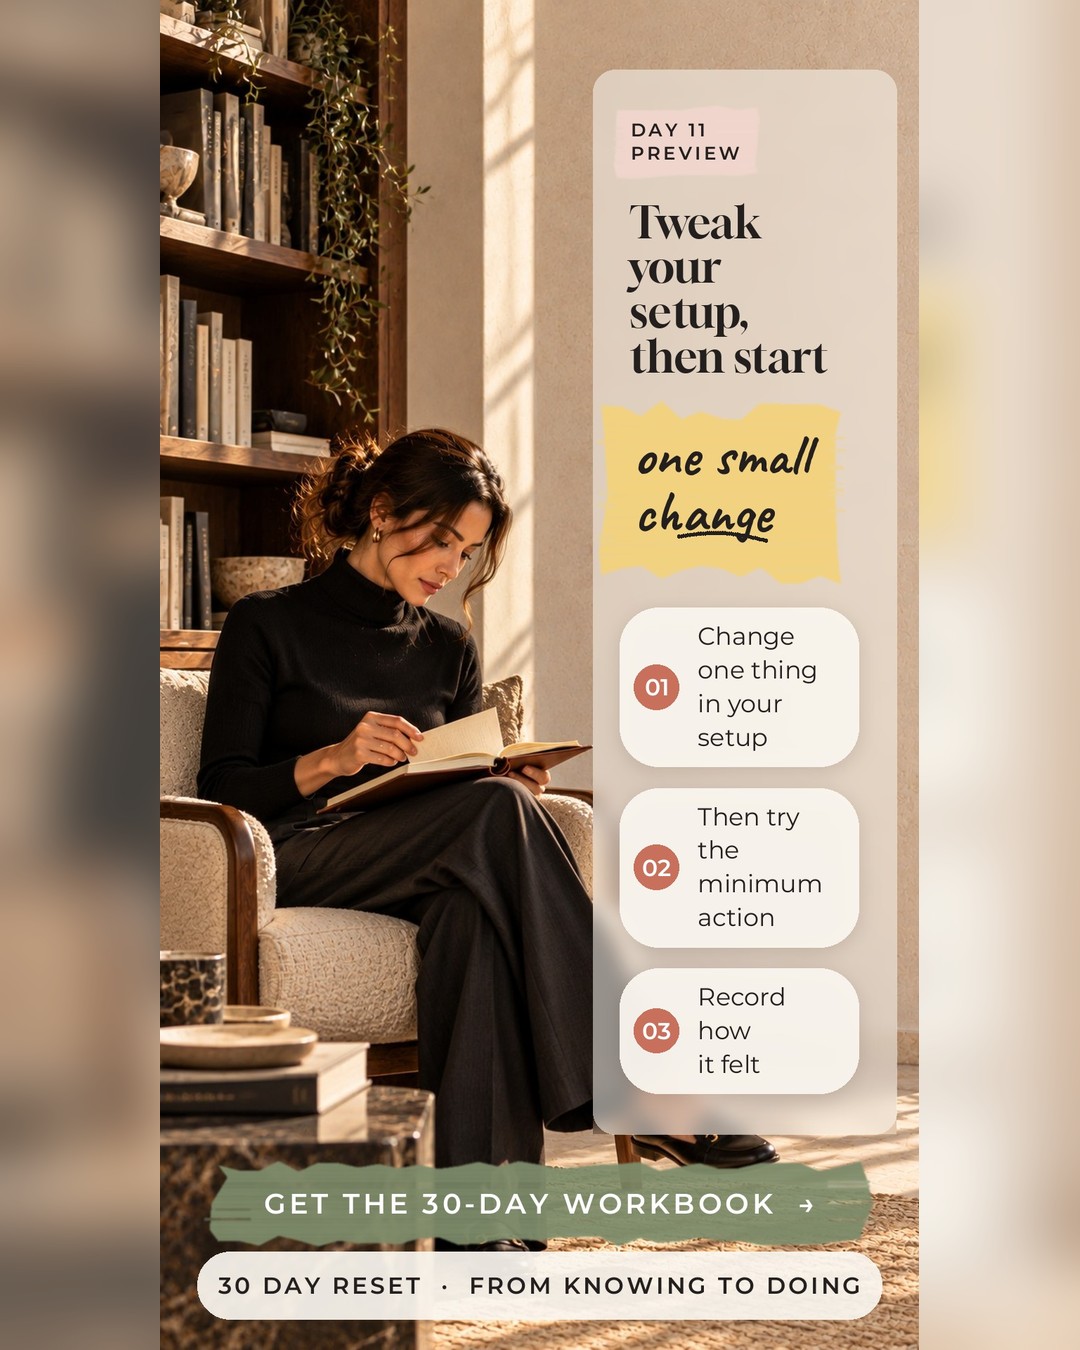 DAY 11
PREVIEW
Tweak
your
setup,
then start
one small
change
01
Change
one thing
in your
setup
02
Then try
the
minimum
action
03
Record
how
it felt
GET THE 30-DAY WORKBOOK →
30 DAY RESET · FROM KNOWING TO DOING